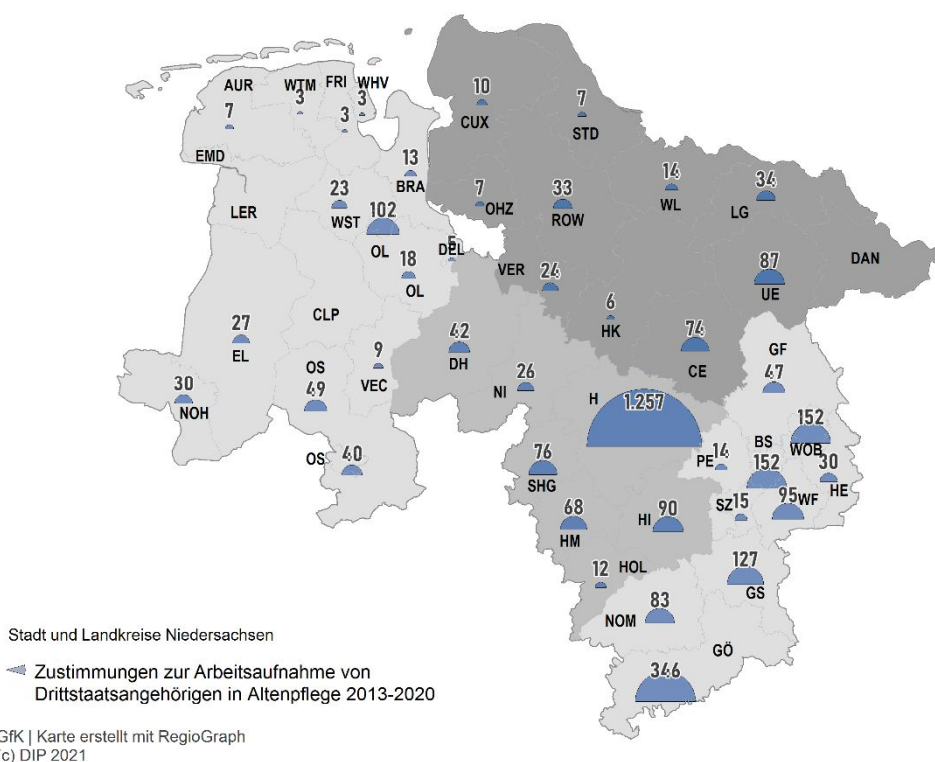 AUR
WTM
FRI
WHV
7
3
3
3
10
CUX
7
STD
EMD
13
BRA
7
OHZ
33
ROW
14
WL
34
LG
LER
23
WST
102
OL
DEL
5
18
OL
VER
24
87
UE
DAN
6
HK
74
CE
CLP
27
EL
42
DH
GF
47
OS
49
9
VEC
26
NI
H
1.257
30
NOH
152
WOB
BS
152
PE
14
30
HE
OS
40
76
SHG
SZ
15
95
WF
68
HM
HI
90
127
GS
12
HOL
NOM
83
GÖ
346
Stadt und Landkreise Niedersachsen
Zustimmungen zur Arbeitsaufnahme von
Drittstaatsangehörigen in Altenpflege 2013-2020
GfK | Karte erstellt mit RegioGraph
(c) DIP 2021